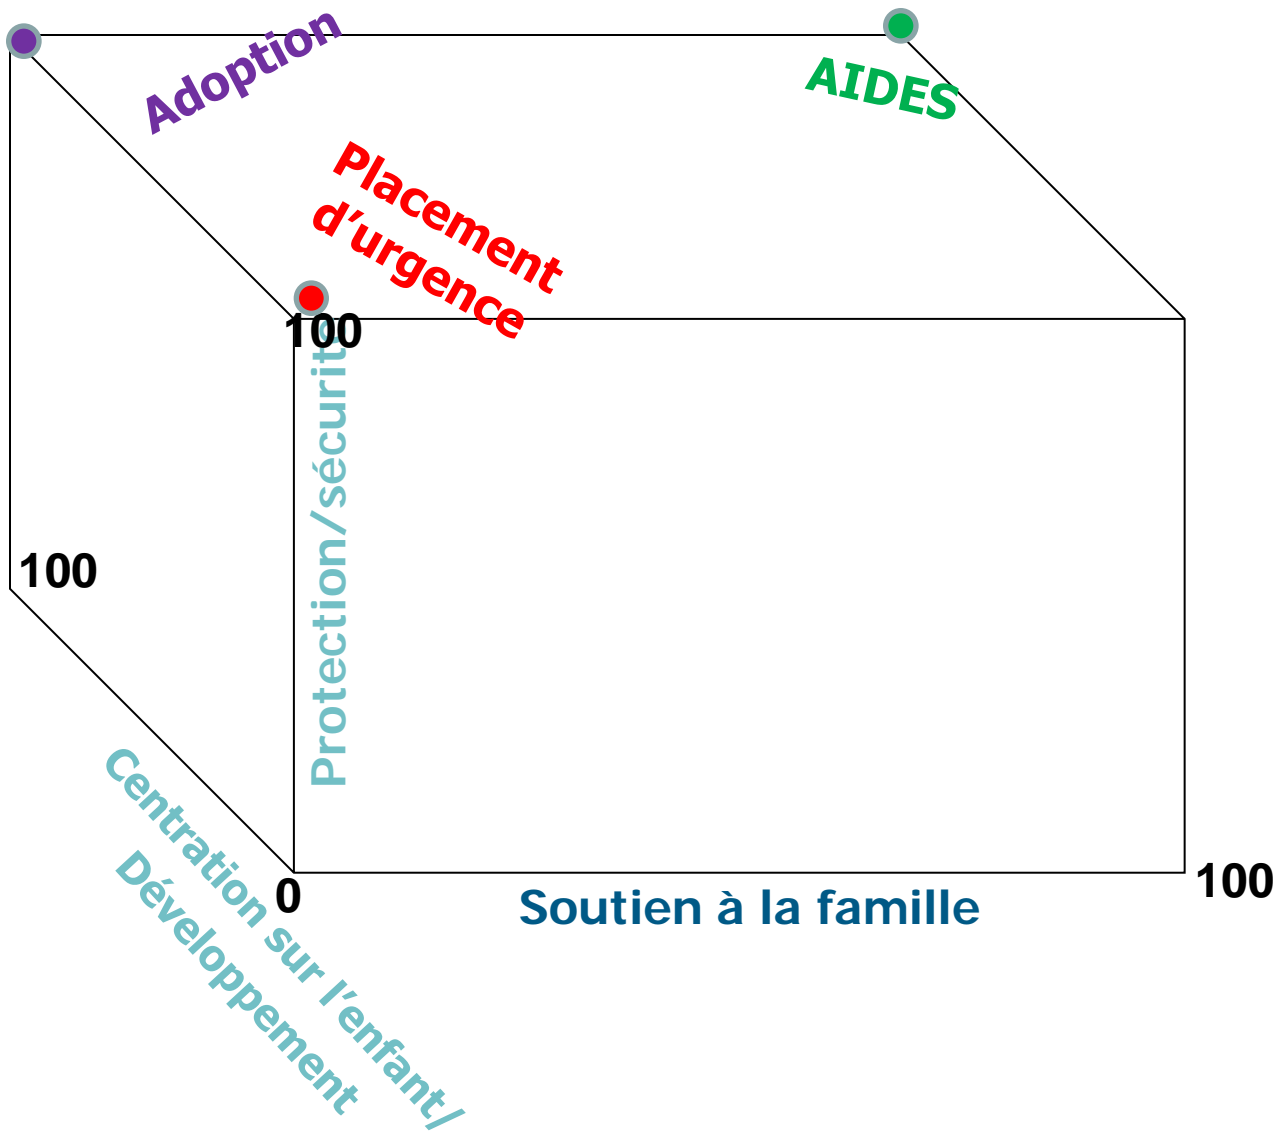 Adoption
AIDES
Placement
d’urgence
100
Protection/sécurité
100
0
100
Soutien à la famille
Centration sur l’enfant/
Développement